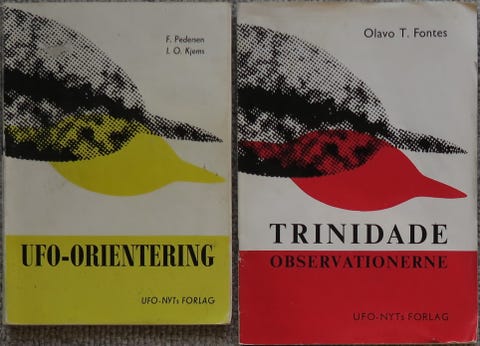 F. Pedersen
I. O. Kjems
UFO-ORIENTERING
UFO-NYTs FORLAG
Olavo T. Fontes
TRINIDADE
OBSERVATIONERNE
UFO-NYTs FORLAG